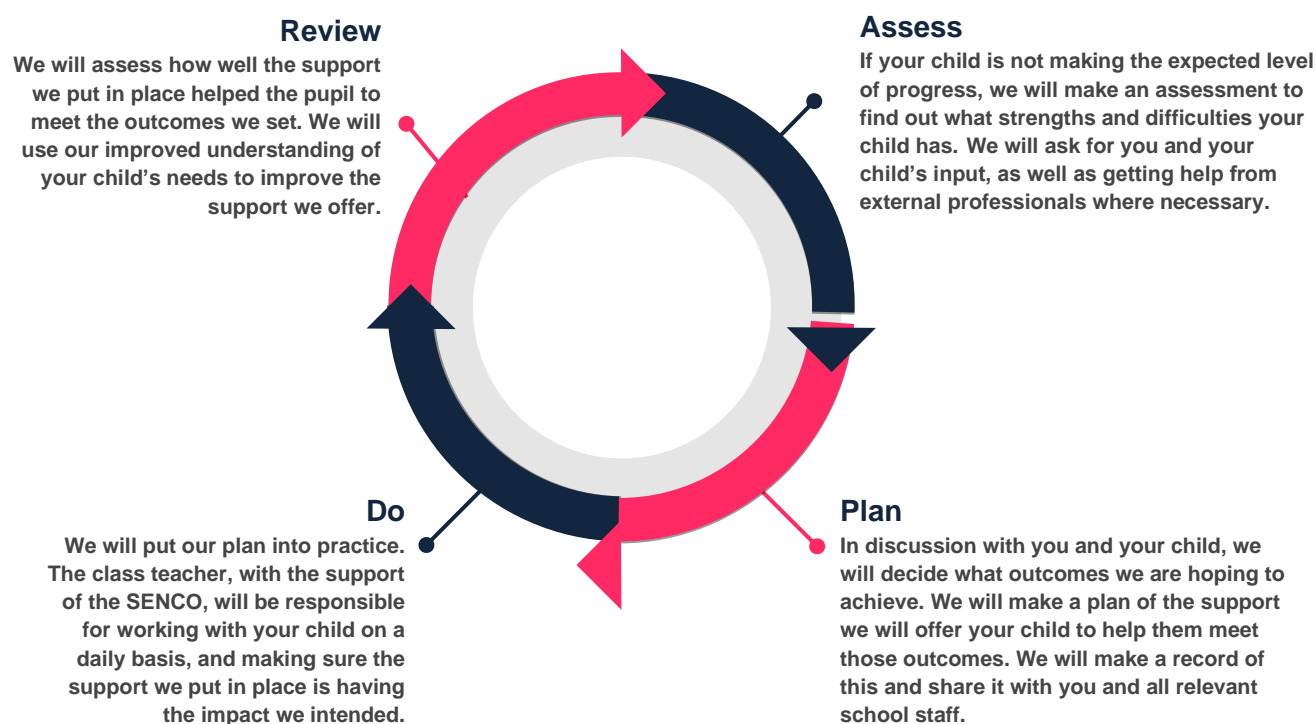 Review
We will assess how well the support
we put in place helped the pupil to
meet the outcomes we set. We will
use our improved understanding of
your child’s needs to improve the
support we offer.
Assess
If your child is not making the expected level
of progress, we will make an assessment to
find out what strengths and difficulties your
child has. We will ask for you and your
child’s input, as well as getting help from
external professionals where necessary.
Do
We will put our plan into practice.
The class teacher, with the support
of the SENCO, will be responsible
for working with your child on a
daily basis, and making sure the
support we put in place is having
the impact we intended.
Plan
In discussion with you and your child, we
will decide what outcomes we are hoping to
achieve. We will make a plan of the support
we will offer your child to help them meet
those outcomes. We will make a record of
this and share it with you and all relevant
school staff.